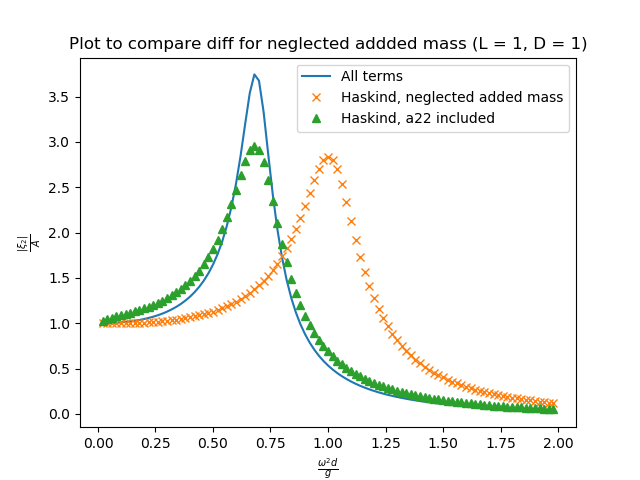 Plot to compare diff for neglected addded mass (L = 1, D = 1)
All terms
Haskind, neglected added mass
Haskind, a22 included
|ξ₂|
A
3.5
3.0
2.5
2.0
1.5
1.0
0.5
0.0
0.00 0.25 0.50 0.75 1.00 1.25 1.50 1.75 2.00
ω²d
g